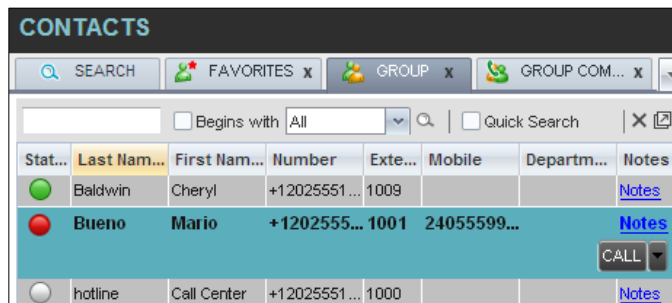 CONTACTS
SEARCH FAVORITES x GROUP x GROUP COM... x
Begins with All Quick Search
Stat... Last Nam... First Nam... Number Exte... Mobile Departm... Notes
Baldwin Cheryl +12025551... 1009 Notes
Bueno Mario +1202555... 1001 24055599... Notes
CALL
hotline Call Center +12025551... 1000 Notes